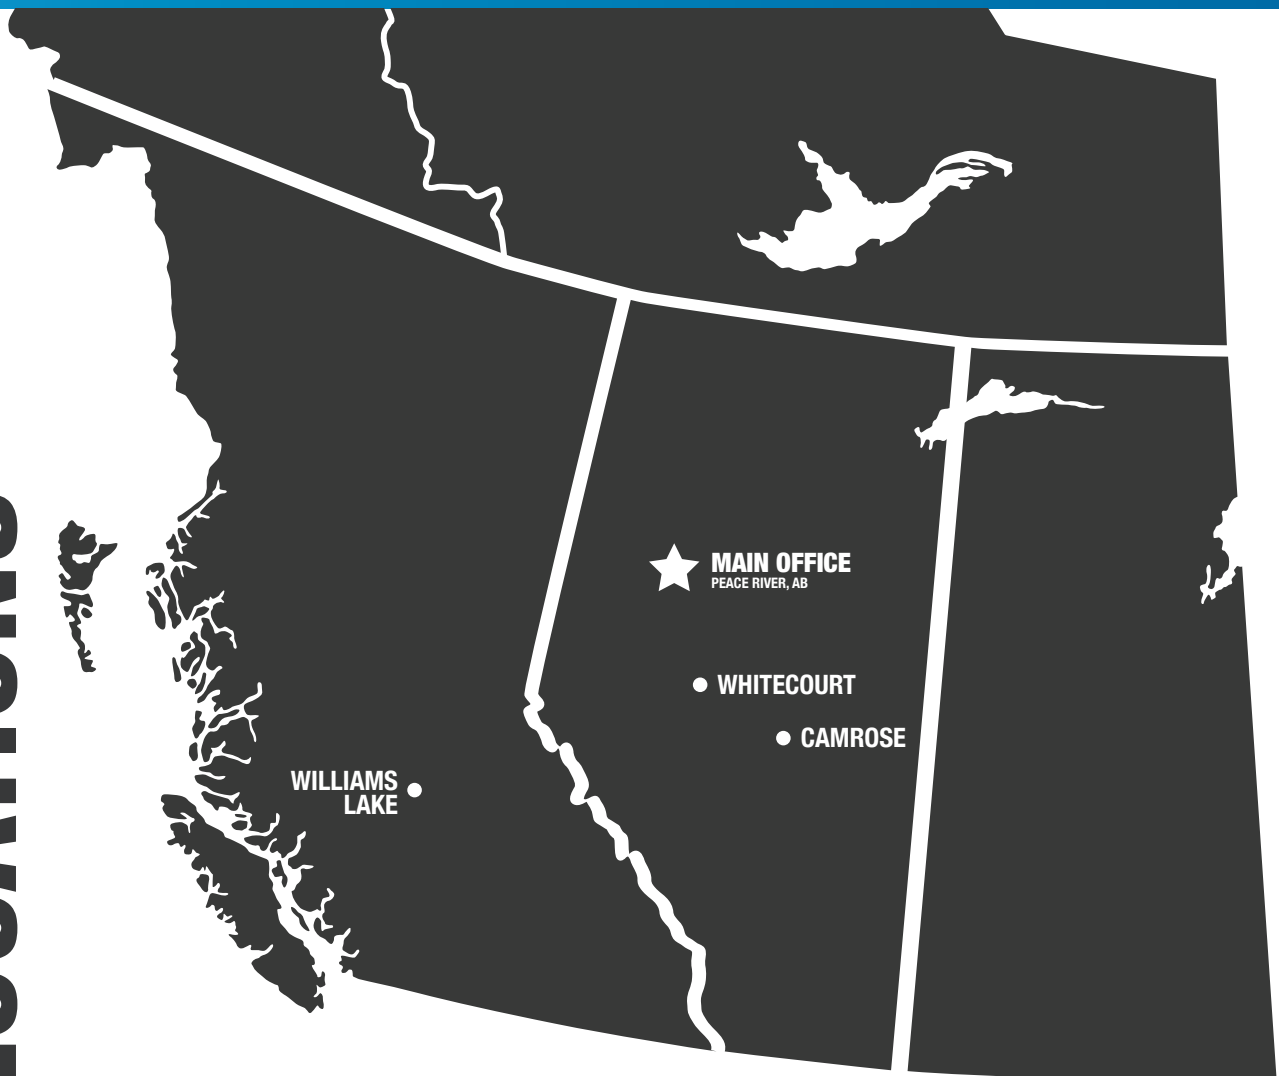 MAIN OFFICE
PEACE RIVER, AB
WHITECOURT
CAMROSE
WILLIAMS
LAKE